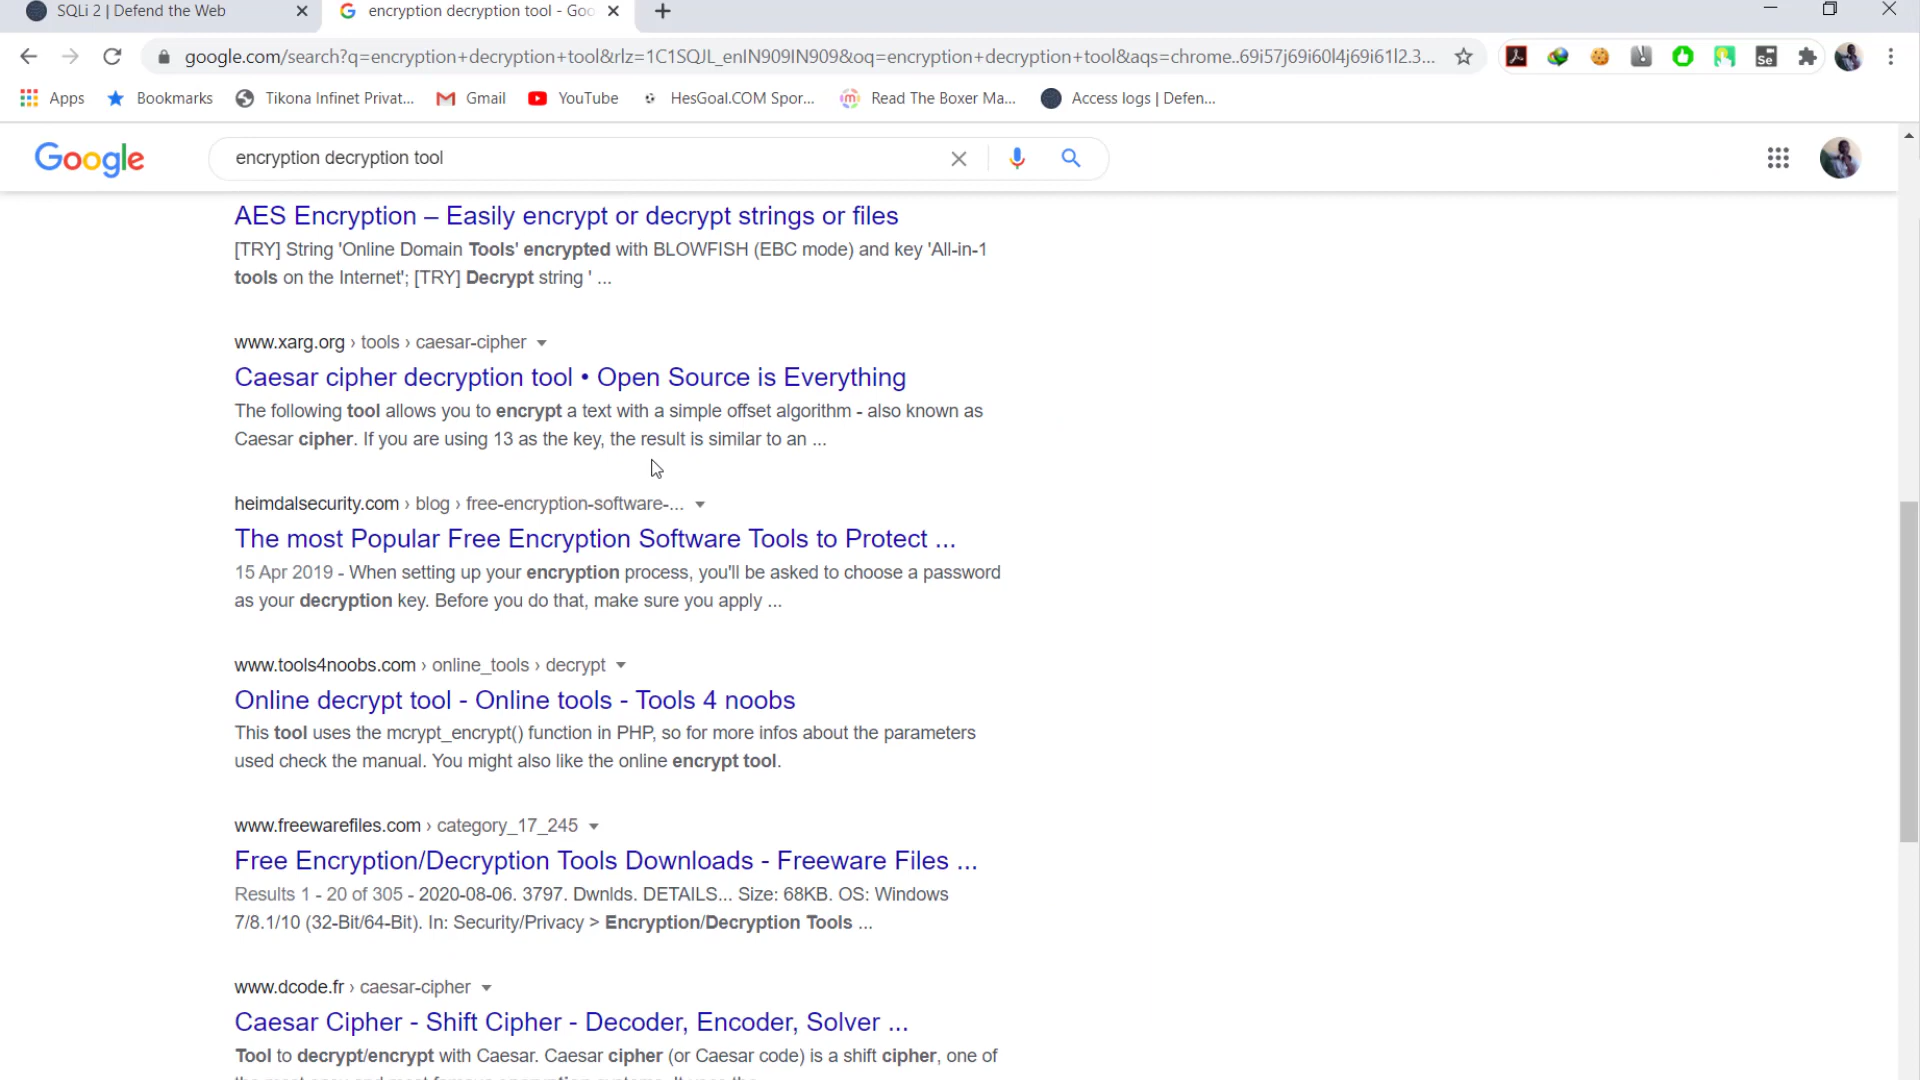 SQLi 2 | Defend the Web
encryption decryption tool - Goo
google.com/search?q=encryption+decryption+tool&rlz=1C1SQJL_enIN909IN909&oq=encryption+decryption+tool&aqs=chrome..69i57j69i60l4j69i61l2.3...
Apps Bookmarks Tikona Infinet Privat... Gmail YouTube HesGoal.COM Spor... Read The Boxer Ma... Access logs | Defen...
Google encryption decryption tool
AES Encryption – Easily encrypt or decrypt strings or files
[TRY] String 'Online Domain Tools' encrypted with BLOWFISH (EBC mode) and key 'All-in-1
tools on the Internet'; [TRY] Decrypt string ' ...
www.xarg.org › tools › caesar-cipher
Caesar cipher decryption tool • Open Source is Everything
The following tool allows you to encrypt a text with a simple offset algorithm - also known as
Caesar cipher. If you are using 13 as the key, the result is similar to an ...
heimdalsecurity.com › blog › free-encryption-software-...
The most Popular Free Encryption Software Tools to Protect ...
15 Apr 2019 - When setting up your encryption process, you'll be asked to choose a password
as your decryption key. Before you do that, make sure you apply ...
www.tools4noobs.com › online_tools › decrypt
Online decrypt tool - Online tools - Tools 4 noobs
This tool uses the mcrypt_encrypt() function in PHP, so for more infos about the parameters
used check the manual. You might also like the online encrypt tool.
www.freewarefiles.com › category_17_245
Free Encryption/Decryption Tools Downloads - Freeware Files ...
Results 1 - 20 of 305 - 2020-08-06. 3797. Dwnlds. DETAILS... Size: 68KB. OS: Windows
7/8.1/10 (32-Bit/64-Bit). In: Security/Privacy > Encryption/Decryption Tools ...
www.dcode.fr › caesar-cipher
Caesar Cipher - Shift Cipher - Decoder, Encoder, Solver ...
Tool to decrypt/encrypt with Caesar. Caesar cipher (or Caesar code) is a shift cipher, one of